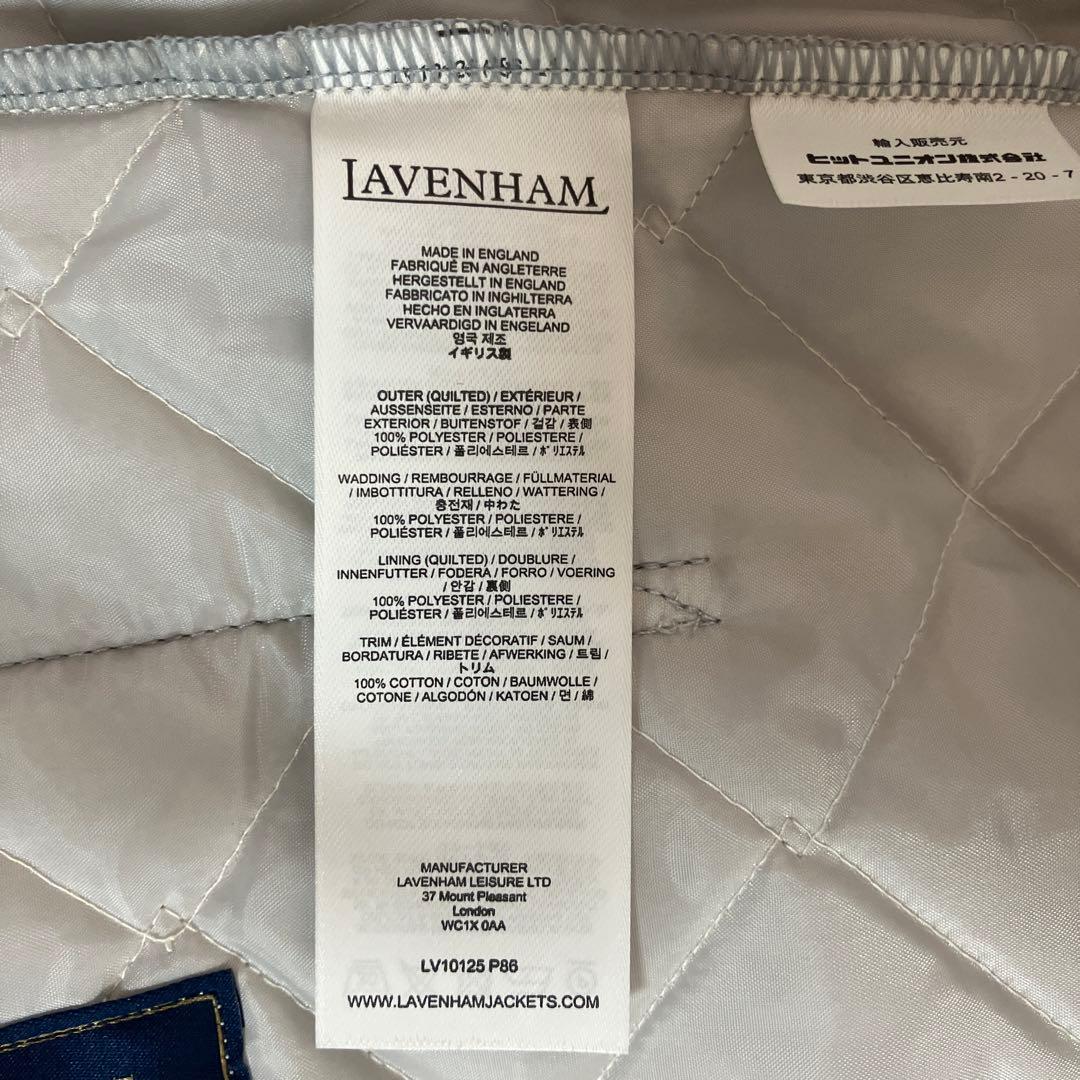 LAVENHAM
MADE IN ENGLAND
FABRIQUÈ EN ANGLETERRE
HERGESTELLT IN ENGLAND
FABBRICATO IN INGHILTERRA
HECHO EN INGLATERRA
VERVAARDIGD IN ENGELAND
영국 제조
イギリス製
OUTER (QUILTED) / EXTÉRIEUR /
AUSSENSEITE / ESTERNO / PARTE
EXTERIOR / BUITENSTOF / 겉감 / 表側
100% POLYESTER / POLIESTERE /
POLIÉSTER / 폴리에스테르 / ﾎﾟﾘｴｽﾃﾙ
WADDING / REMBOURRAGE / FÜLLMATERIAL
/ IMBOTTITURA / RELLENO / WATTERING /
충전재 / 中わた
100% POLYESTER / POLIESTERE /
POLIÉSTER / 폴리에스테르 / ﾎﾟﾘｴｽﾃﾙ
LINING (QUILTED) / DOUBLURE /
INNENFUTTER / FODERA / FORRO / VOERING
/ 안감 / 裏側
100% POLYESTER / POLIESTERE /
POLIÉSTER / 폴리에스테르 / ﾎﾟﾘｴｽﾃﾙ
TRIM / ÉLÉMENT DÉCORATIF / SAUM /
BORDATURA / RIBETE / AFWERKING / 트림 /
トリム
100% COTTON / COTON / BAUMWOLLE /
COTONE / ALGODÓN / KATOEN / 면 / 綿
MANUFACTURER
LAVENHAM LEISURE LTD
37 Mount Pleasant
London
WC1X 0AA
LV10125 P86
WWW.LAVENHAMJACKETS.COM
輸入販売元
ヒットユニオン株式会社
東京都渋谷区恵比寿南2 - 20 - 7